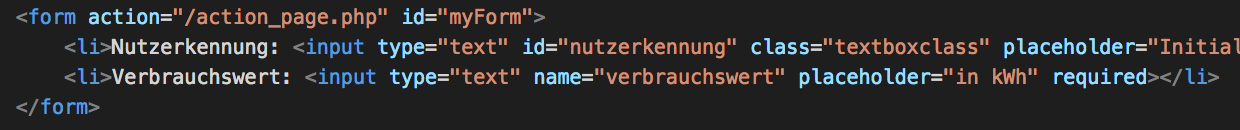 <form action="/action_page.php" id="myForm">
<li>Nutzerkennung: <input type="text" id="nutzerkennung" class="textboxclass" placeholder="Initial
<li>Verbrauchswert: <input type="text" name="verbrauchswert" placeholder="in kWh" required></li>
</form>